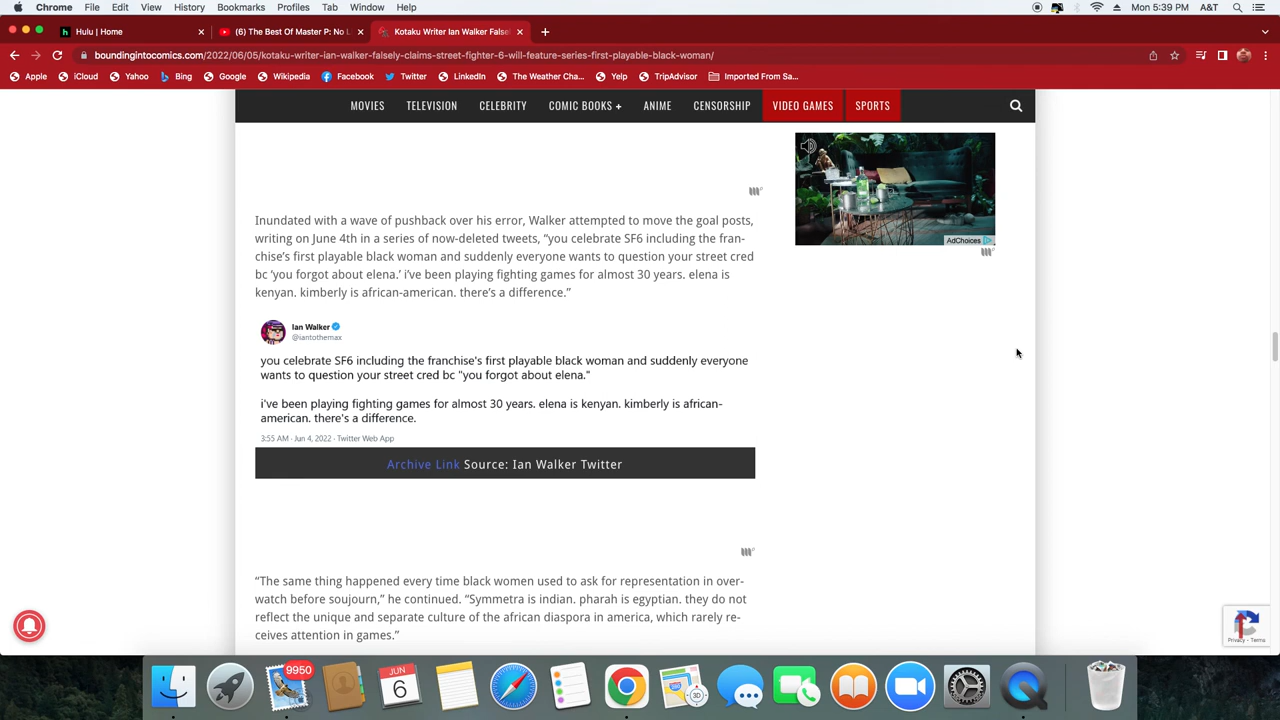 Chrome File Edit View History Bookmarks Profiles Tab Window Help Mon 5:39 PM A&T
Hulu | Home (6) The Best Of Master P: No L Kotaku Writer Ian Walker False
boundingintocomics.com/2022/06/05/kotaku-writer-ian-walker-falsely-claims-street-fighter-6-will-feature-series-first-playable-black-woman/
Apple iCloud Yahoo Bing Google Wikipedia Facebook Twitter LinkedIn The Weather Cha... Yelp TripAdvisor Imported From Sa...
MOVIES TELEVISION CELEBRITY COMIC BOOKS + ANIME CENSORSHIP VIDEO GAMES SPORTS
AdChoices
Inundated with a wave of pushback over his error, Walker attempted to move the goal posts,
writing on June 4th in a series of now-deleted tweets, “you celebrate SF6 including the fran-
chise’s first playable black woman and suddenly everyone wants to question your street cred
bc ‘you forgot about elena.’ i’ve been playing fighting games for almost 30 years. elena is
kenyan. kimberly is african-american. there’s a difference.”
Ian Walker
@iantothemax
you celebrate SF6 including the franchise's first playable black woman and suddenly everyone
wants to question your street cred bc "you forgot about elena."
i've been playing fighting games for almost 30 years. elena is kenyan. kimberly is african-
american. there's a difference.
3:55 AM · Jun 4, 2022 · Twitter Web App
Archive Link Source: Ian Walker Twitter
“The same thing happened every time black women used to ask for representation in over-
watch before soujourn,” he continued. “Symmetra is indian. pharah is egyptian. they do not
reflect the unique and separate culture of the african diaspora in america, which rarely re-
ceives attention in games.”
Privacy - Terms
9950
JUN
6
3D